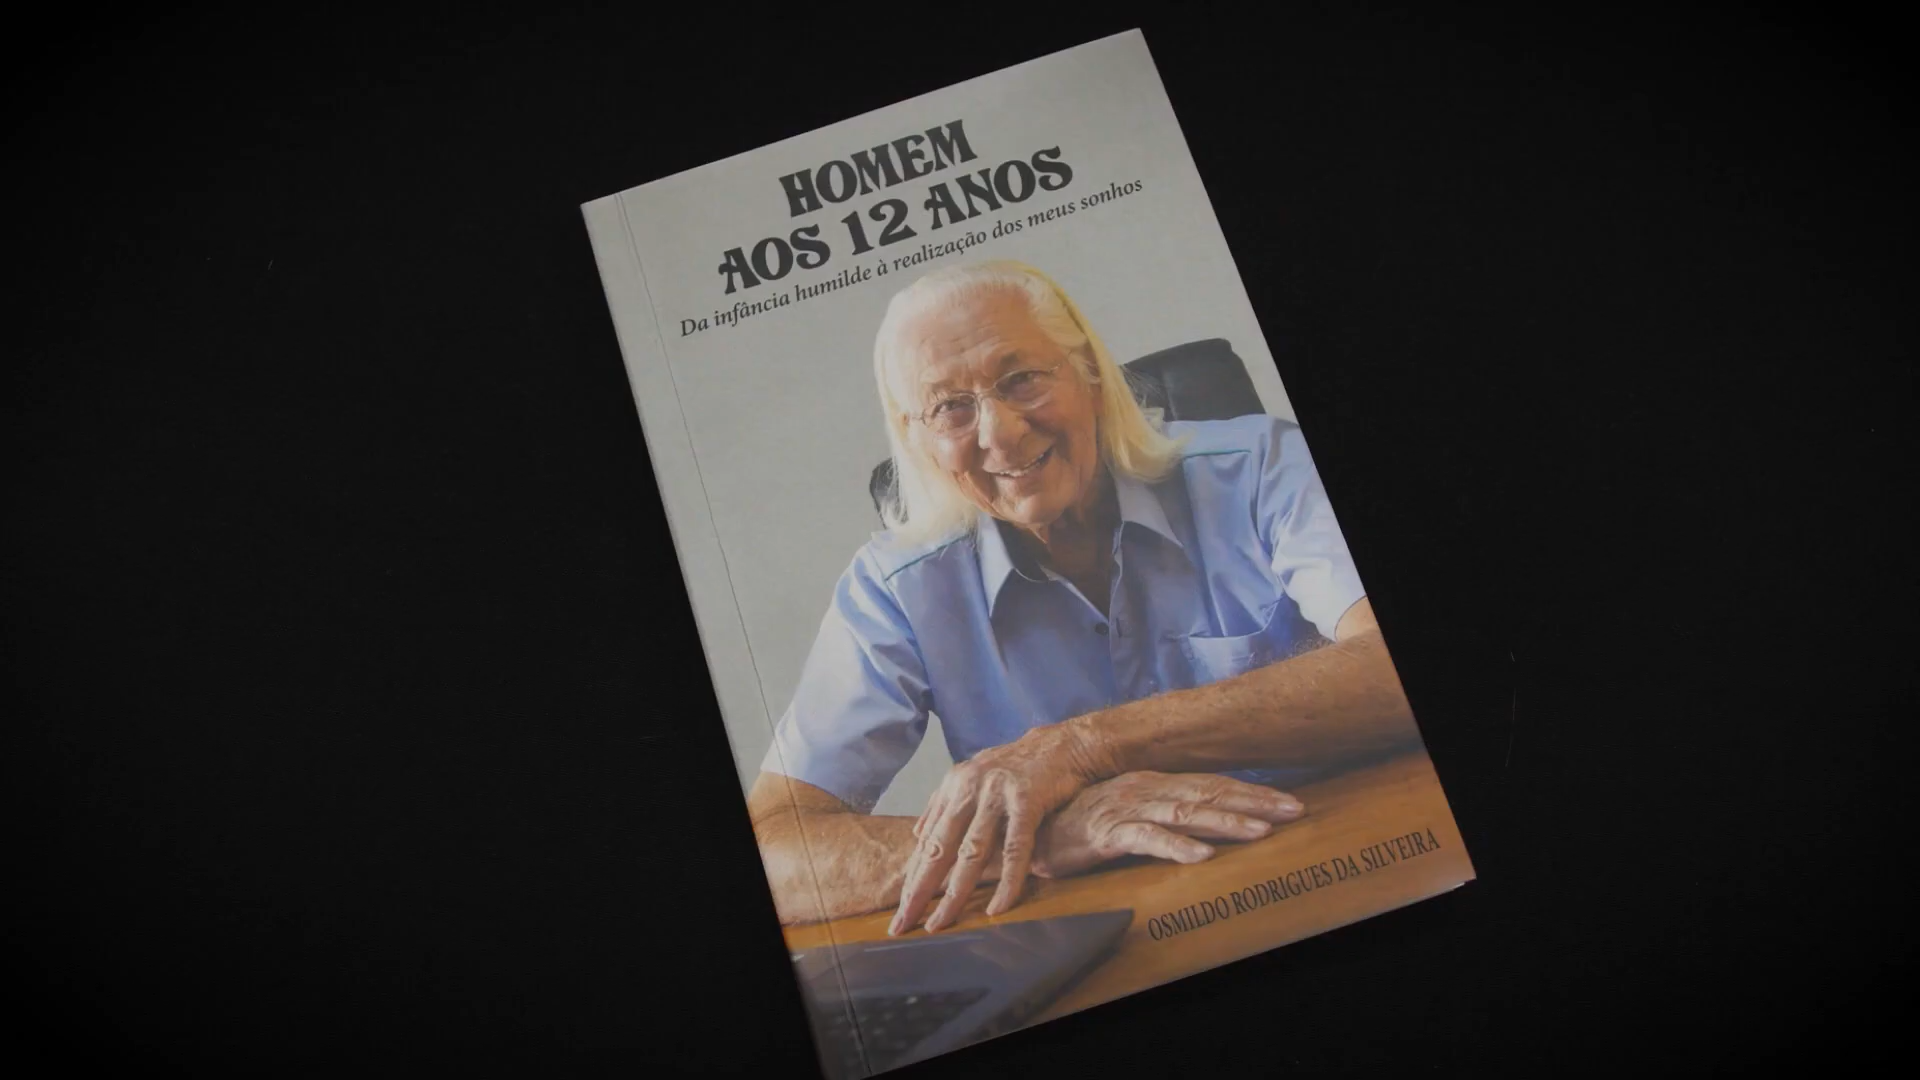 HOMEM
AOS 12 ANOS
Da infância humilde à realização dos meus sonhos
OSMILDO RODRIGUES DA SILVEIRA